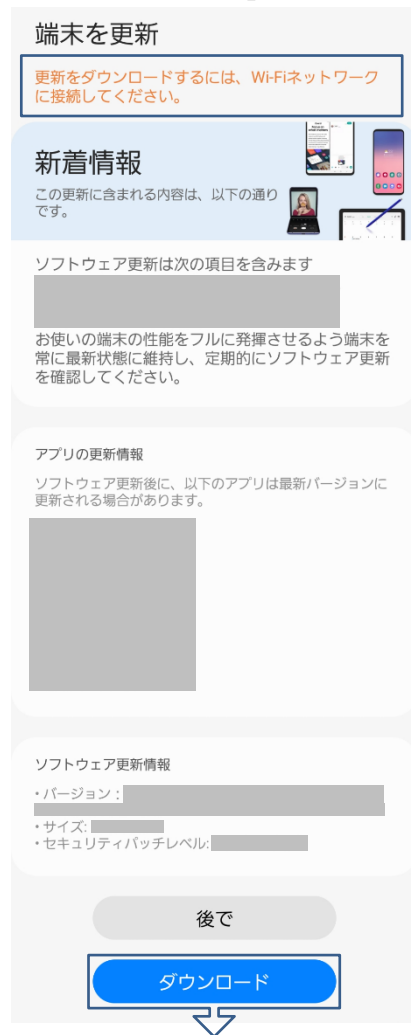 端末を更新
更新をダウンロードするには、Wi-Fiネットワーク
に接続してください。
新着情報
この更新に含まれる内容は、以下の通り
です。
ソフトウェア更新は次の項目を含みます
お使いの端末の性能をフルに発揮させるよう端末を
常に最新状態に維持し、定期的にソフトウェア更新
を確認してください。
アプリの更新情報
ソフトウェア更新後に、以下のアプリは最新バージョンに
更新される場合があります。
ソフトウェア更新情報
・バージョン：
・サイズ:
・セキュリティパッチレベル:
後で
ダウンロード